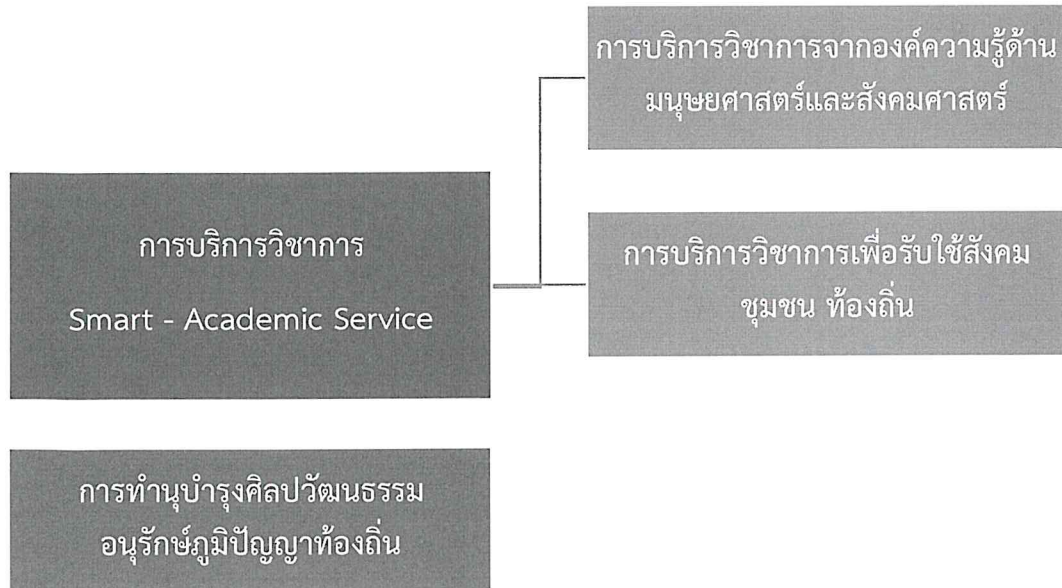 การบริการวิชาการจากองค์ความรู้ด้าน
มนุษยศาสตร์และสังคมศาสตร์
การบริการวิชาการ
Smart - Academic Service
การบริการวิชาการเพื่อรับใช้สังคม
ชุมชน ท้องถิ่น
การทำนุบำรุงศิลปวัฒนธรรม
อนุรักษ์ภูมิปัญญาท้องถิ่น